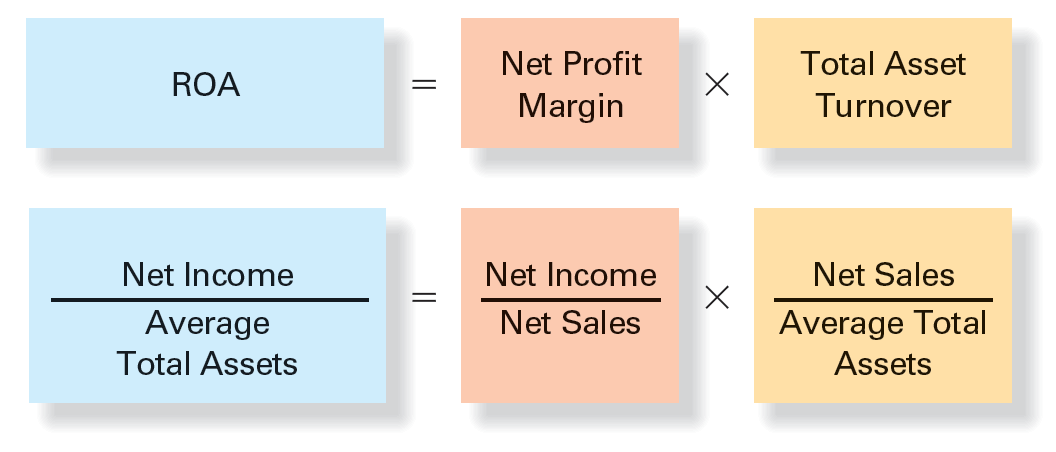 ROA = Net Profit Margin × Total Asset Turnover
Net Income
Average
Total Assets
=
Net Income
Net Sales
×
Net Sales
Average Total
Assets